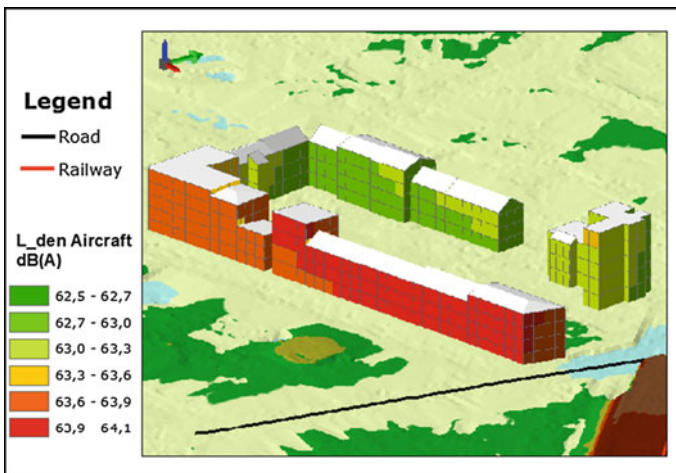 Legend
Road
Railway
L_den Aircraft
dB(A)
62,5 - 62,7
62,7 - 63,0
63,0 - 63,3
63,3 - 63,6
63,6 - 63,9
63,9 64,1